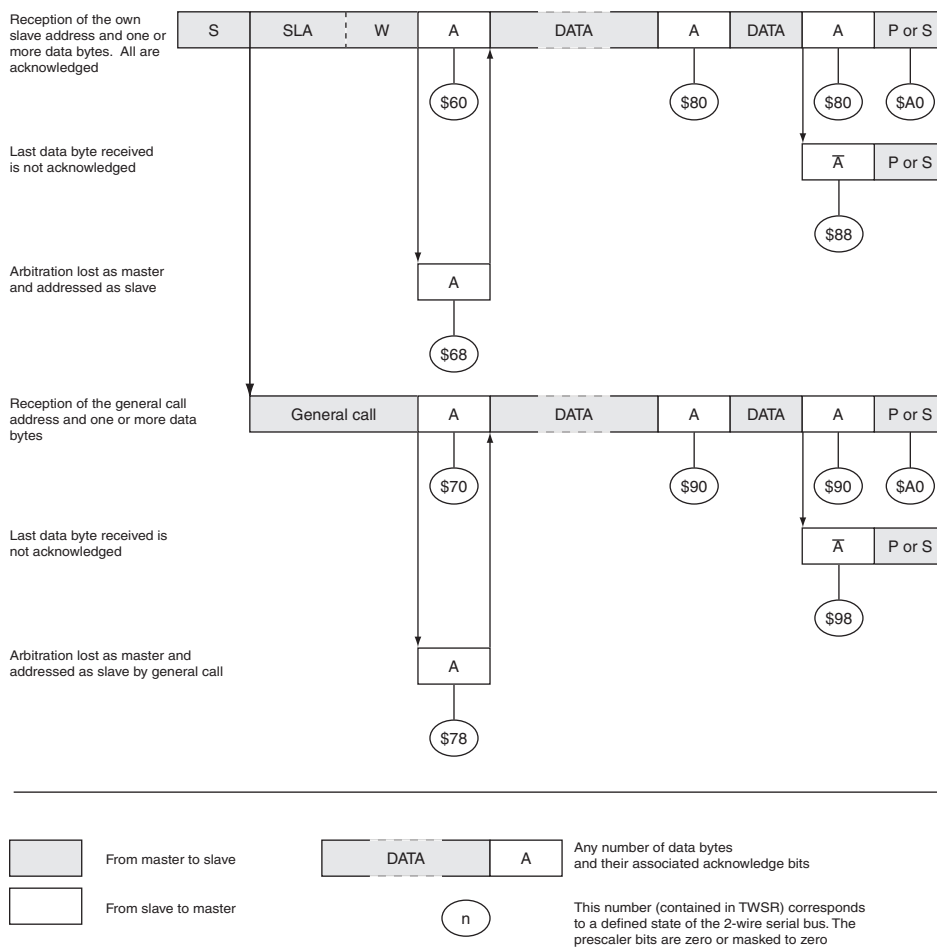 Reception of the own
slave address and one or
more data bytes. All are
acknowledged
S SLA W A DATA A DATA A P or S
$60 $80 $80 $A0
Last data byte received
is not acknowledged
A̅ P or S
$88
Arbitration lost as master
and addressed as slave
A
$68
Reception of the general call
address and one or more data
bytes
General call A DATA A DATA A P or S
$70 $90 $90 $A0
Last data byte received is
not acknowledged
A̅ P or S
$98
Arbitration lost as master and
addressed as slave by general call
A
$78
From master to slave
DATA A
Any number of data bytes
and their associated acknowledge bits
From slave to master
n
This number (contained in TWSR) corresponds
to a defined state of the 2-wire serial bus. The
prescaler bits are zero or masked to zero